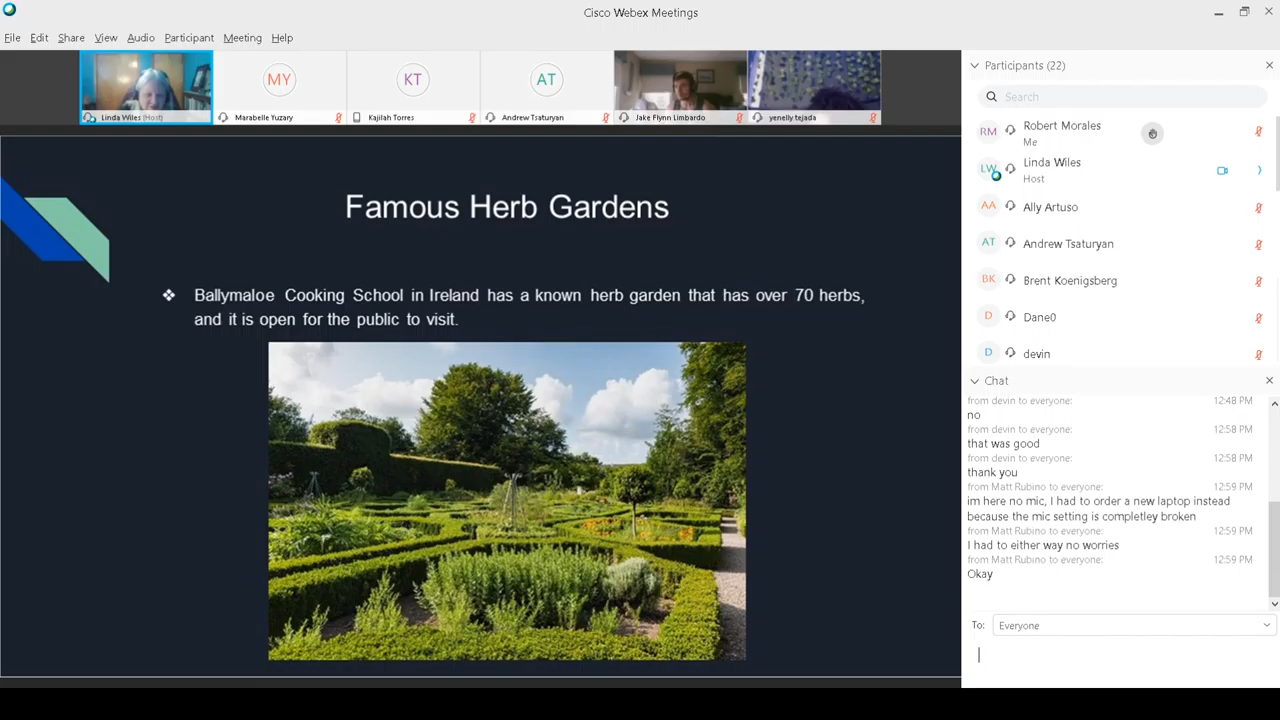 Cisco Webex Meetings
File Edit Share View Audio Participant Meeting Help
Linda Wiles (Host)
MY
Marabelle Yuzary
KT
Kajilah Torres
AT
Andrew Tsaturyan
Jake Flynn Limbardo
yenelly tejada
Famous Herb Gardens
❖ Ballymaloe Cooking School in Ireland has a known herb garden that has over 70 herbs,
and it is open for the public to visit.
Participants (22)
Search
RM Robert Morales
Me
LW Linda Wiles
Host
AA Ally Artuso
AT Andrew Tsaturyan
BK Brent Koenigsberg
D Dane0
D devin
Chat
from devin to everyone: 12:48 PM
no
from devin to everyone: 12:58 PM
that was good
from devin to everyone: 12:58 PM
thank you
from Matt Rubino to everyone: 12:59 PM
im here no mic, I had to order a new laptop instead
because the mic setting is completley broken
from Matt Rubino to everyone: 12:59 PM
I had to either way no worries
from Matt Rubino to everyone: 12:59 PM
Okay
To: Everyone